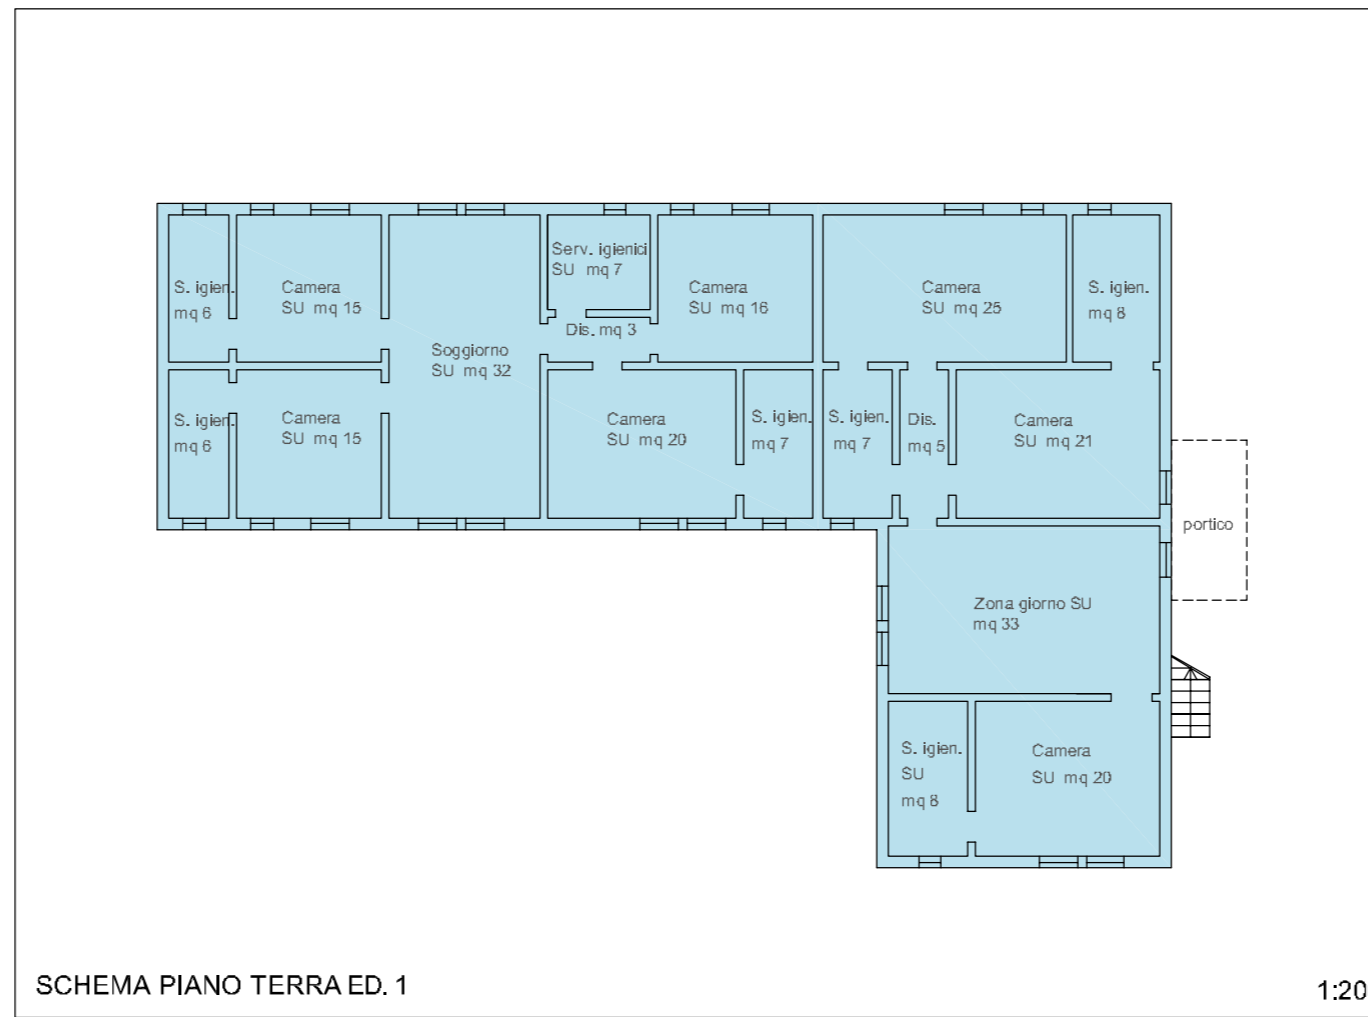 Serv. igienici
SU mq 7
S. igien.
mq 6
Camera
SU mq 15
Camera
SU mq 16
Camera
SU mq 25
S. igien.
mq 8
Dis. mq 3
Soggiorno
SU mq 32
S. igien.
mq 6
Camera
SU mq 15
Camera
SU mq 20
S. igien.
mq 7
S. igien.
mq 7
Dis.
mq 5
Camera
SU mq 21
portico
Zona giorno SU
mq 33
S. igien.
SU
mq 8
Camera
SU mq 20
SCHEMA PIANO TERRA ED. 1
1:20